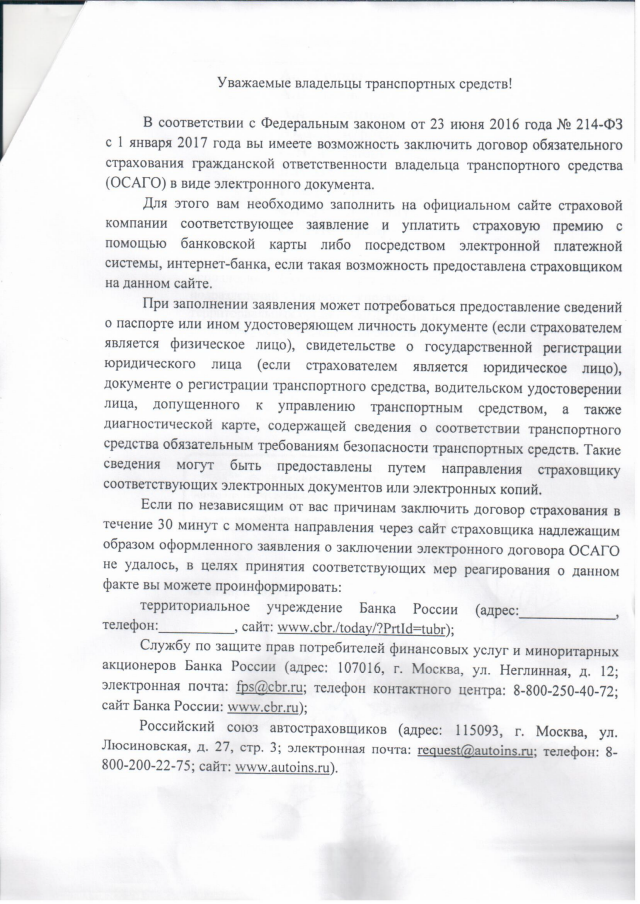 Уважаемые владельцы транспортных средств!
В соответствии с Федеральным законом от 23 июня 2016 года № 214-ФЗ
с 1 января 2017 года вы имеете возможность заключить договор обязательного
страхования гражданской ответственности владельца транспортного средства
(ОСАГО) в виде электронного документа.
Для этого вам необходимо заполнить на официальном сайте страховой
компании соответствующее заявление и уплатить страховую премию с
помощью банковской карты либо посредством электронной платежной
системы, интернет-банка, если такая возможность предоставлена страховщиком
на данном сайте.
При заполнении заявления может потребоваться предоставление сведений
о паспорте или ином удостоверяющем личность документе (если страхователем
является физическое лицо), свидетельстве о государственной регистрации
юридического лица (если страхователем является юридическое лицо),
документе о регистрации транспортного средства, водительском удостоверении
лица, допущенного к управлению транспортным средством, а также
диагностической карте, содержащей сведения о соответствии транспортного
средства обязательным требованиям безопасности транспортных средств. Такие
сведения могут быть предоставлены путем направления страховщику
соответствующих электронных документов или электронных копий.
Если по независящим от вас причинам заключить договор страхования в
течение 30 минут с момента направления через сайт страховщика надлежащим
образом оформленного заявления о заключении электронного договора ОСАГО
не удалось, в целях принятия соответствующих мер реагирования о данном
факте вы можете проинформировать:
территориальное учреждение Банка России (адрес:_____________,
телефон:__________, сайт: www.cbr./today/?PrtId=tubr);
Службу по защите прав потребителей финансовых услуг и миноритарных
акционеров Банка России (адрес: 107016, г. Москва, ул. Неглинная, д. 12;
электронная почта: fps@cbr.ru; телефон контактного центра: 8-800-250-40-72;
сайт Банка России: www.cbr.ru);
Российский союз автостраховщиков (адрес: 115093, г. Москва, ул.
Люсиновская, д. 27, стр. 3; электронная почта: request@autoins.ru; телефон: 8-
800-200-22-75; сайт: www.autoins.ru).